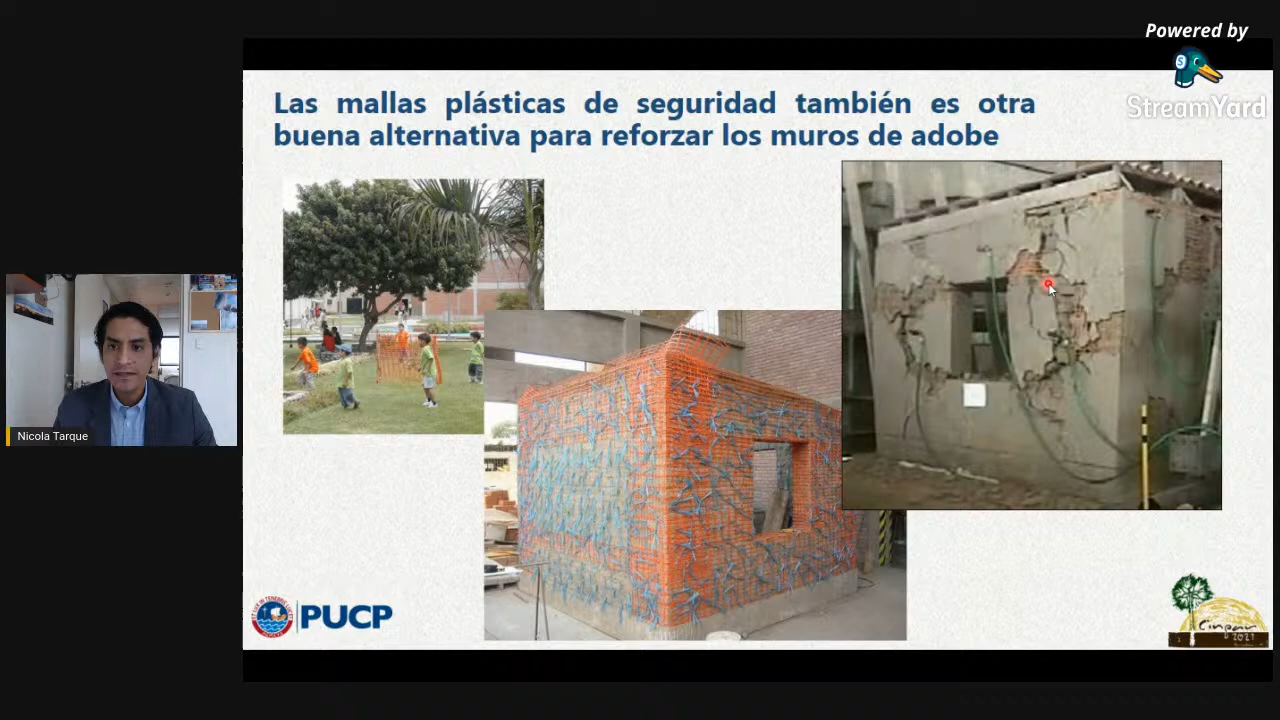 Powered by
StreamYard
Las mallas plásticas de seguridad también es otra
buena alternativa para reforzar los muros de adobe
Nicola Tarque
PUCP
2021